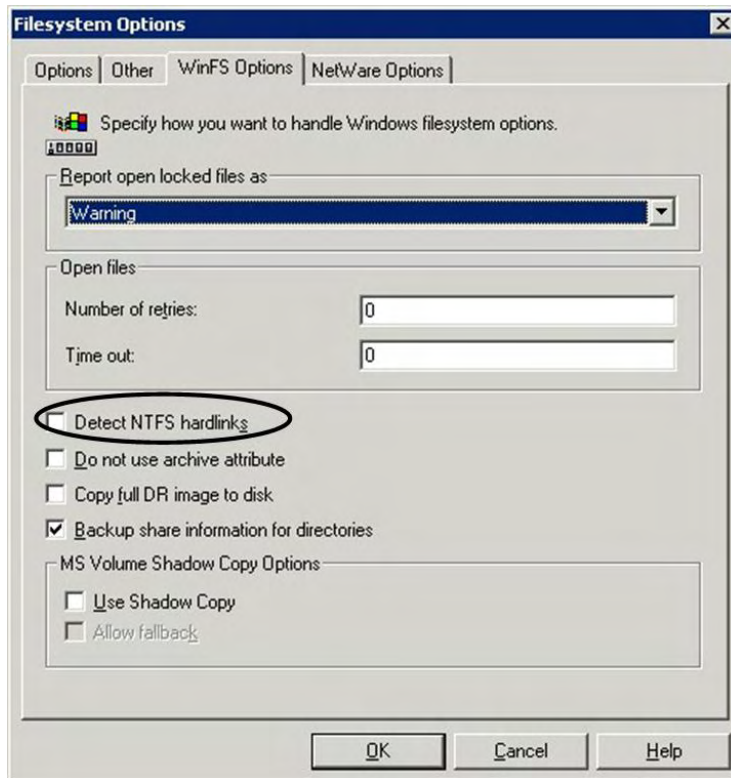 Filesystem Options
Options Other WinFS Options NetWare Options
Specify how you want to handle Windows filesystem options.
Report open locked files as
Warning
Open files
Number of retries: 0
Time out: 0
Detect NTFS hardlinks
Do not use archive attribute
Copy full DR image to disk
Backup share information for directories
MS Volume Shadow Copy Options
Use Shadow Copy
Allow fallback
OK Cancel Help